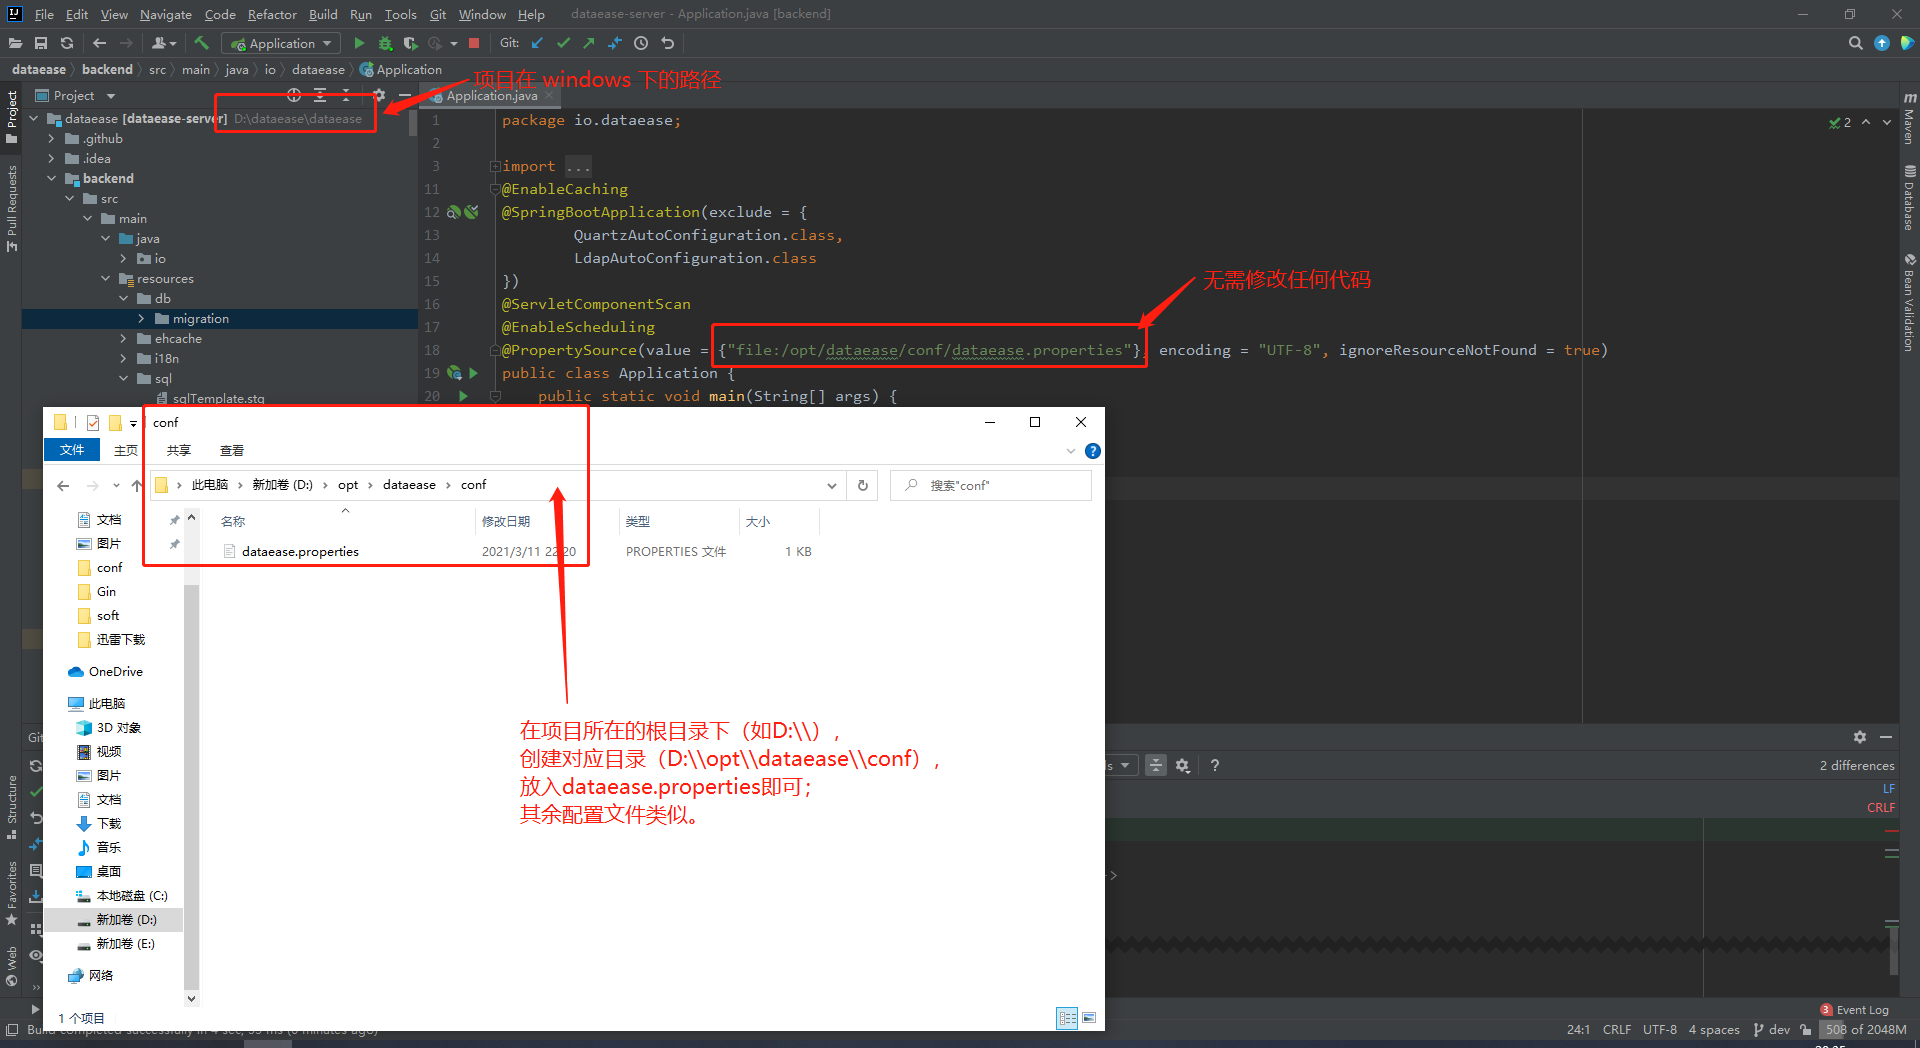 File Edit View Navigate Code Refactor Build Run Tools Git Window Help dataease-server - Application.java [backend]
Application Git:
dataease backend src main java io dataease Application
项目在 windows 下的路径
Project
Application.java
dataease [dataease-server] D:\dataease\dataease
.github
.idea
backend
src
main
java
io
resources
db
migration
ehcache
i18n
sql
sqlTemplate.stg
Project
Pull Requests
Structure
Favorites
Web
1 package io.dataease;
2
3 import ...
11 @EnableCaching
12 @SpringBootApplication(exclude = {
13 QuartzAutoConfiguration.class,
14 LdapAutoConfiguration.class
15 })
16 @ServletComponentScan
17 @EnableScheduling
18 @PropertySource(value = {"file:/opt/dataease/conf/dataease.properties"}, encoding = "UTF-8", ignoreResourceNotFound = true)
19 public class Application {
20 public static void main(String[] args) {
无需修改任何代码
2
m Maven
Database
Bean Validation
conf
文件 主页 共享 查看
此电脑 新加卷 (D:) opt dataease conf
搜索"conf"
名称 修改日期 类型 大小
dataease.properties 2021/3/11 22:20 PROPERTIES 文件 1 KB
文档
图片
conf
Gin
soft
迅雷下载
OneDrive
此电脑
3D 对象
视频
图片
文档
下载
音乐
桌面
本地磁盘 (C:)
新加卷 (D:)
新加卷 (E:)
网络
1 个项目
在项目所在的根目录下（如D:\\），
创建对应目录（D:\\opt\\dataease\\conf），
放入dataease.properties即可；
其余配置文件类似。
2 differences
LF
CRLF
3 Event Log
24:1 CRLF UTF-8 4 spaces dev 508 of 2048M